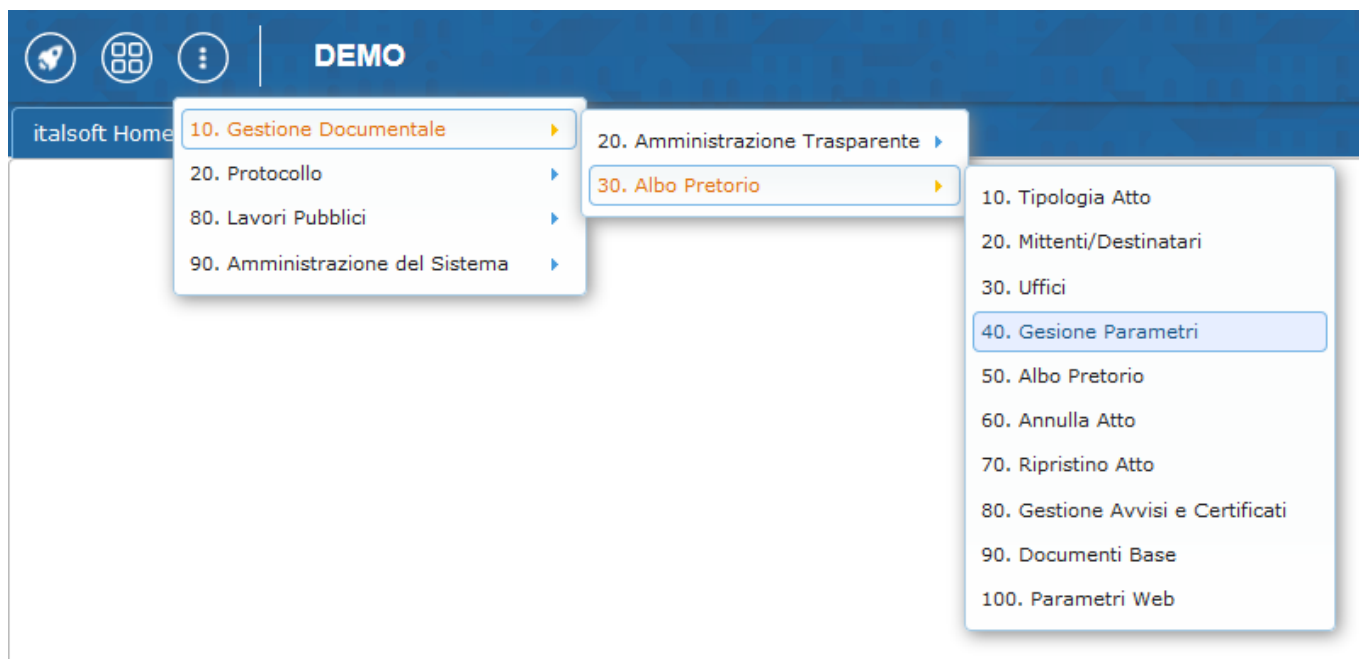 DEMO
italsoft Home
10. Gestione Documentale
20. Protocollo
80. Lavori Pubblici
90. Amministrazione del Sistema
20. Amministrazione Trasparente
30. Albo Pretorio
10. Tipologia Atto
20. Mittenti/Destinatari
30. Uffici
40. Gesione Parametri
50. Albo Pretorio
60. Annulla Atto
70. Ripristino Atto
80. Gestione Avvisi e Certificati
90. Documenti Base
100. Parametri Web